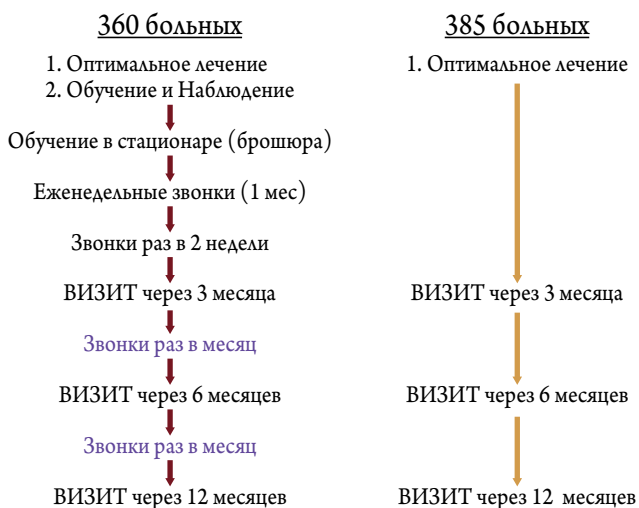 360 больных
1. Оптимальное лечение
2. Обучение и Наблюдение
Обучение в стационаре (брошюра)
Еженедельные звонки (1 мес)
Звонки раз в 2 недели
ВИЗИТ через 3 месяца
Звонки раз в месяц
ВИЗИТ через 6 месяцев
Звонки раз в месяц
ВИЗИТ через 12 месяцев
385 больных
1. Оптимальное лечение
ВИЗИТ через 3 месяца
ВИЗИТ через 6 месяцев
ВИЗИТ через 12 месяцев